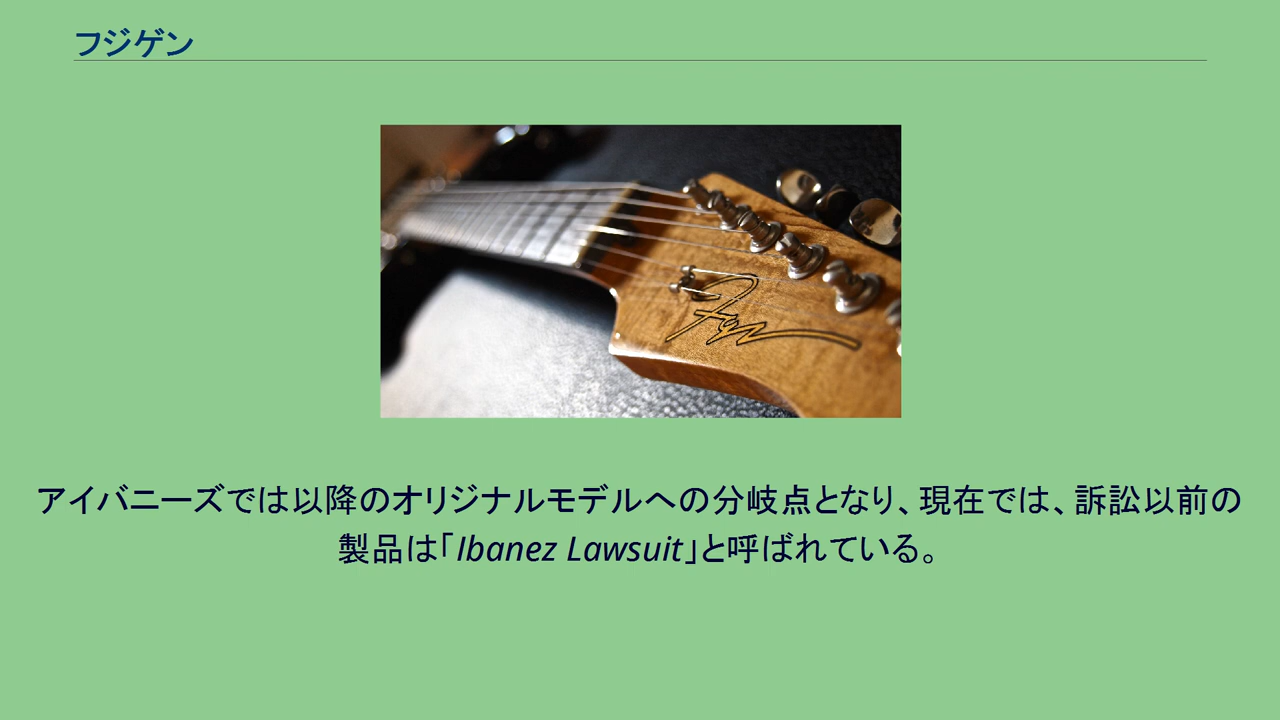 フジゲン
アイバニーズでは以降のオリジナルモデルへの分岐点となり、現在では、訴訟以前の
製品は「Ibanez Lawsuit」と呼ばれている。